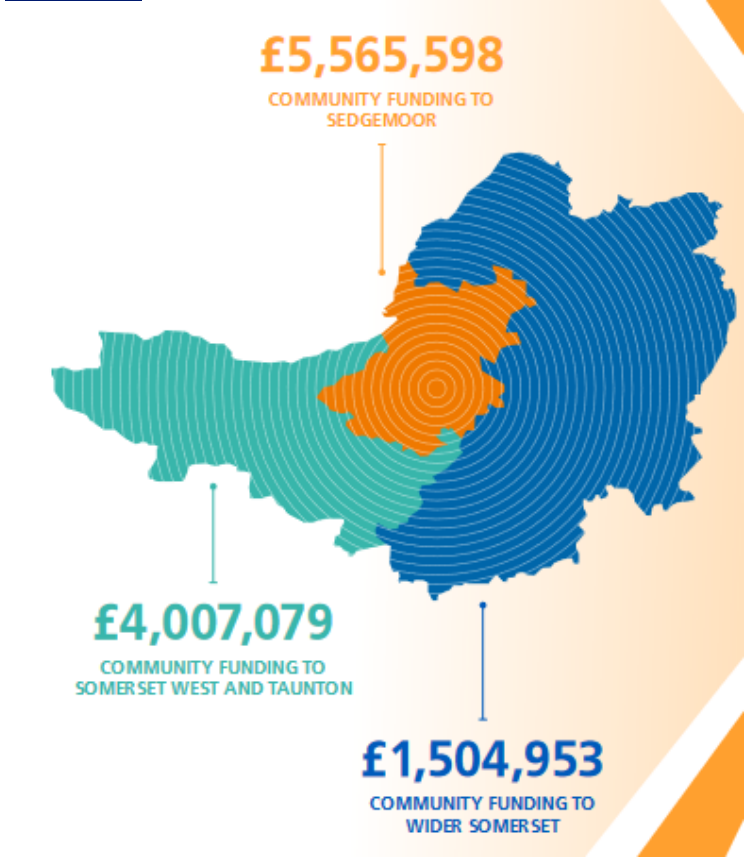 £5,565,598
COMMUNITY FUNDING TO
SEDGEMOOR
£4,007,079
COMMUNITY FUNDING TO
SOMERSET WEST AND TAUNTON
£1,504,953
COMMUNITY FUNDING TO
WIDER SOMERSET